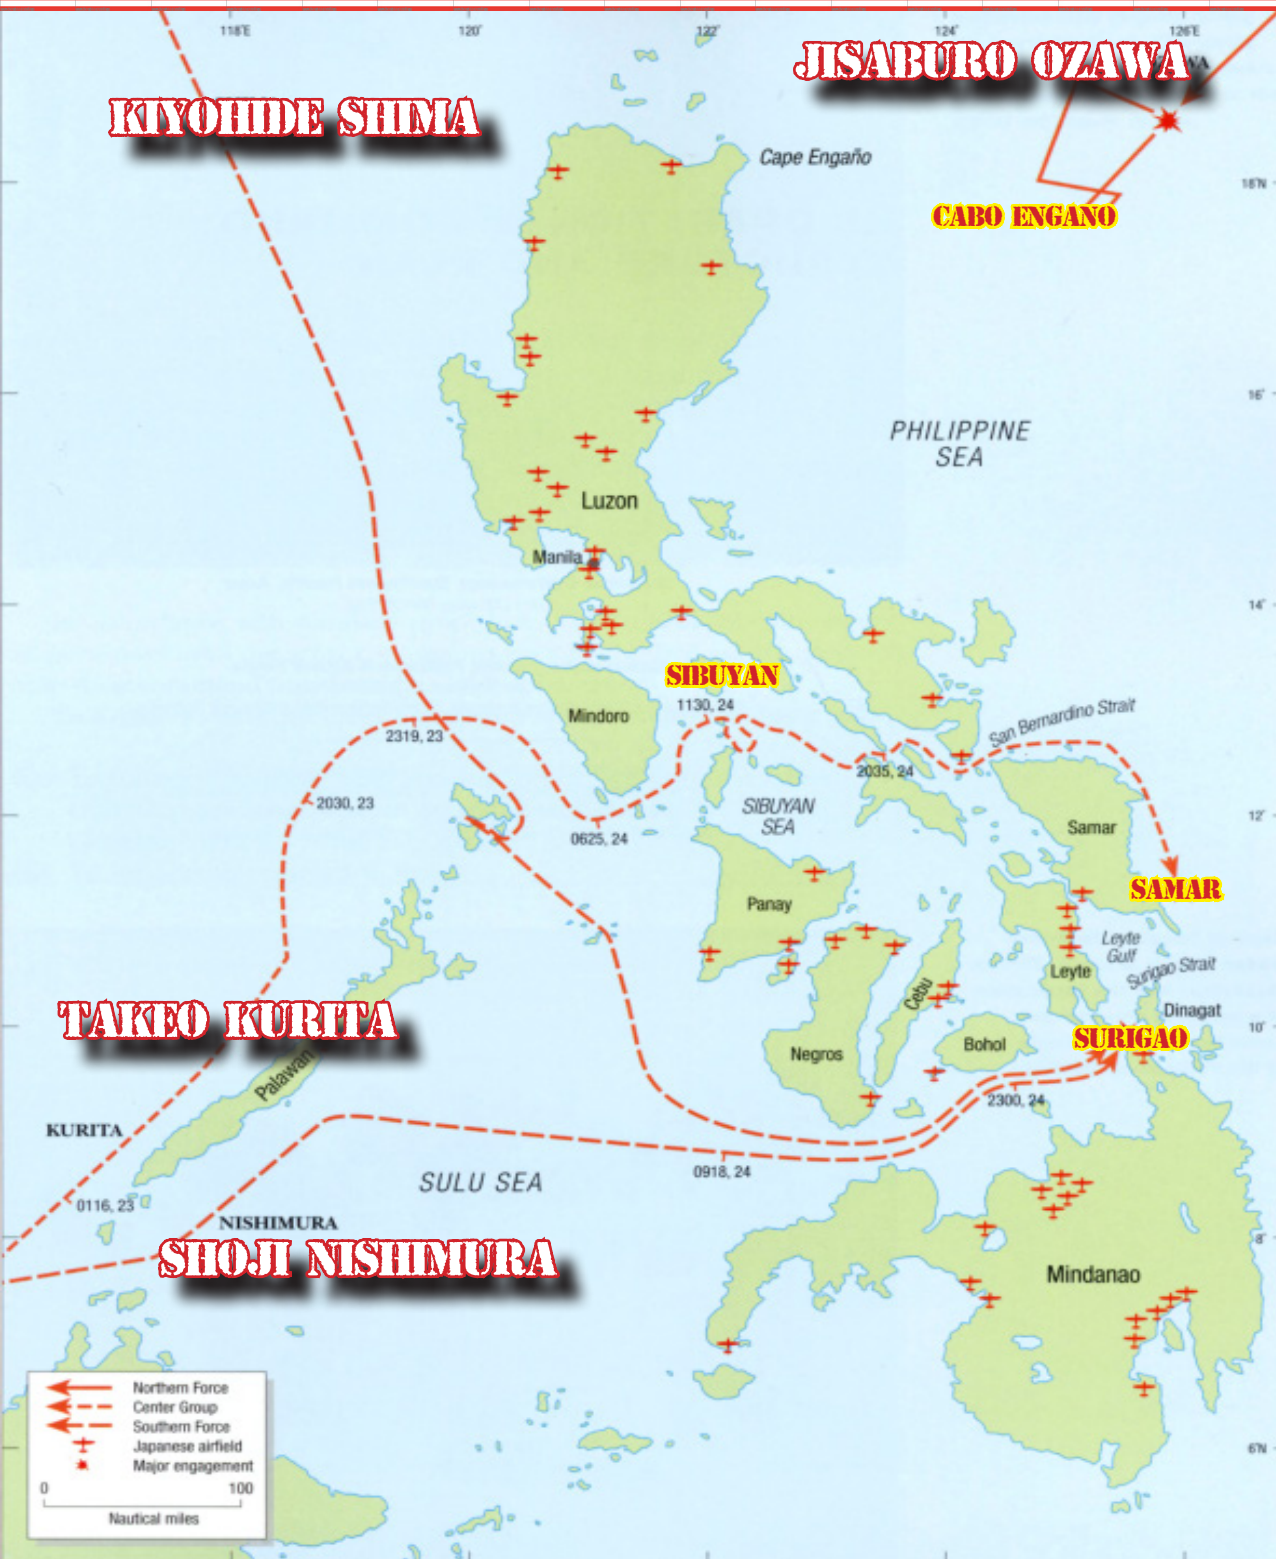 118°E
120°
122°
124°
126°E
JISABURO OZAWA
KIYOHIDE SHIMA
Cape Engaño
18°N
CABO ENGANO
16°
PHILIPPINE
SEA
Luzon
Manila
14°
SIBUYAN
1130, 24
Mindoro
San Bernardino Strait
2319, 23
2035, 24
2030, 23
SIBUYAN
SEA
12°
0625, 24
Samar
SAMAR
Panay
Leyte
Gulf
Leyte
Surigao Strait
Cebu
Dinagat
TAKEO KURITA
10°
SURIGAO
Bohol
Negros
Palawan
2300, 24
KURITA
0918, 24
SULU SEA
0116, 23
NISHIMURA
8°
SHOJI NISHIMURA
Mindanao
Northern Force
Center Group
Southern Force
Japanese airfield
Major engagement
6°N
0 100
Nautical miles